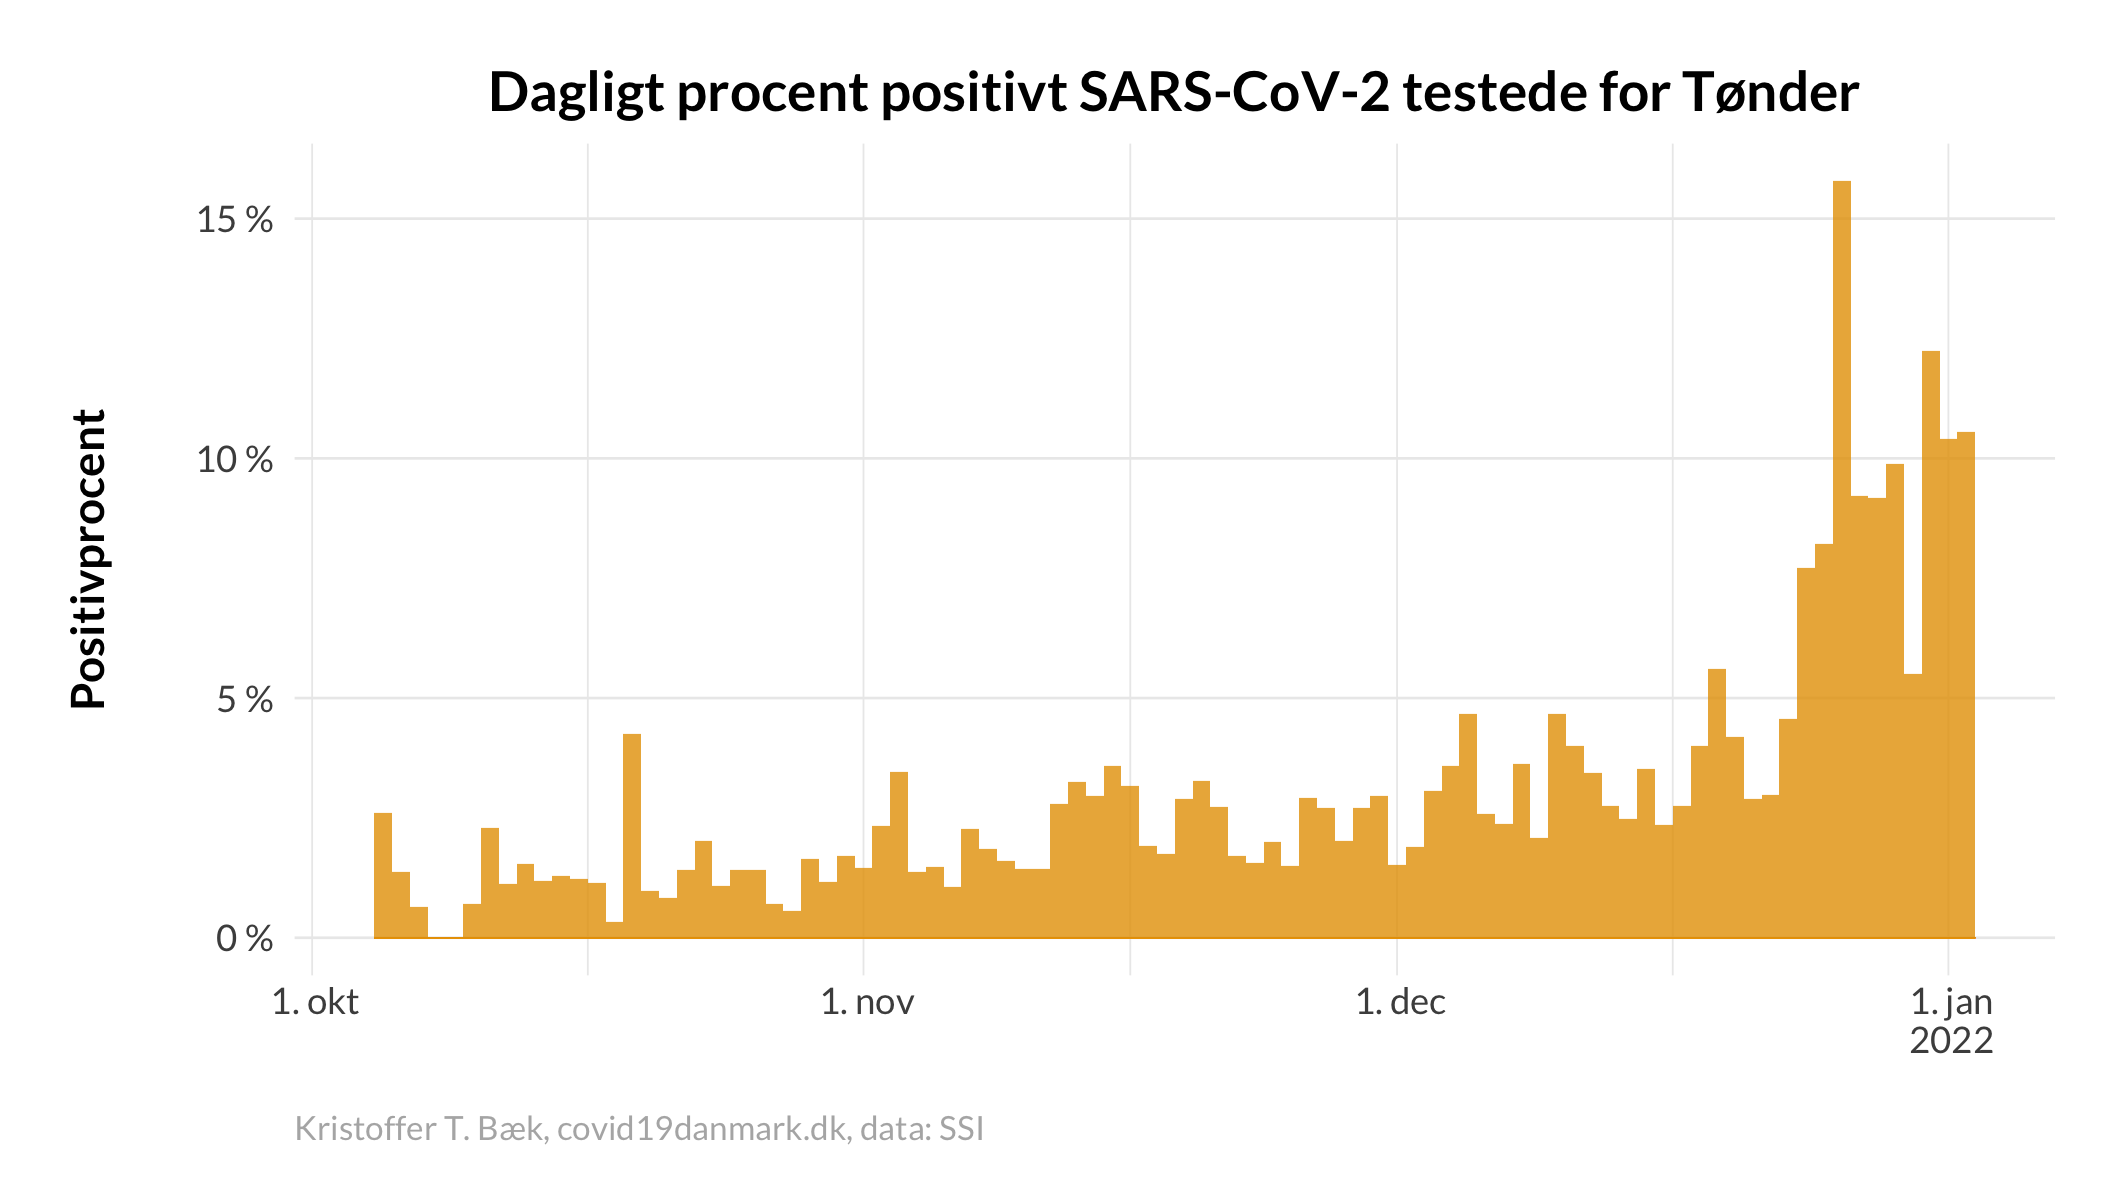 Dagligt procent positivt SARS-CoV-2 testede for Tønder
Positivprocent
15 %
10 %
5 %
0 %
1. okt
1. nov
1. dec
1. jan
2022
Kristoffer T. Bæk, covid19danmark.dk, data: SSI